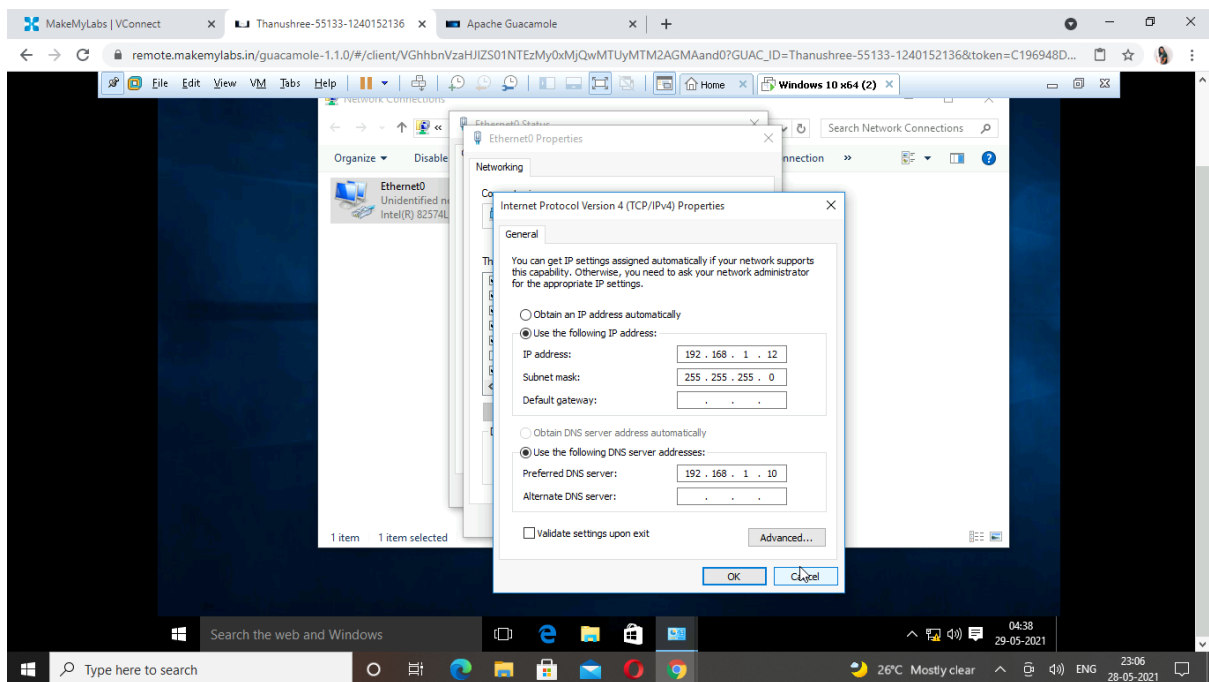 MakeMyLabs | VConnect
Thanushree-55133-1240152136
Apache Guacamole
remote.makemylabs.in/guacamole-1.1.0/#/client/VGhhbnVzaHJlZS01NTEzMy0xMjQwMTUyMTM2AGMAand0?GUAC_ID=Thanushree-55133-1240152136&token=C196948D...
File Edit View VM Tabs Help
Home
Windows 10 x64 (2)
Network Connections
Ethernet0 Status
Search Network Connections
Ethernet0 Properties
Organize
Disable
nnection
»
Networking
Ethernet0
Unidentified n
Intel(R) 82574L
Co
Internet Protocol Version 4 (TCP/IPv4) Properties
General
Th
You can get IP settings assigned automatically if your network supports
this capability. Otherwise, you need to ask your network administrator
for the appropriate IP settings.
Obtain an IP address automatically
Use the following IP address:
IP address: 192 . 168 . 1 . 12
Subnet mask: 255 . 255 . 255 . 0
Default gateway: . . .
Obtain DNS server address automatically
Use the following DNS server addresses:
Preferred DNS server: 192 . 168 . 1 . 10
Alternate DNS server: . . .
Validate settings upon exit
Advanced...
1 item 1 item selected
OK
Cancel
Search the web and Windows
04:38
29-05-2021
Type here to search
26°C Mostly clear
ENG
23:06
28-05-2021